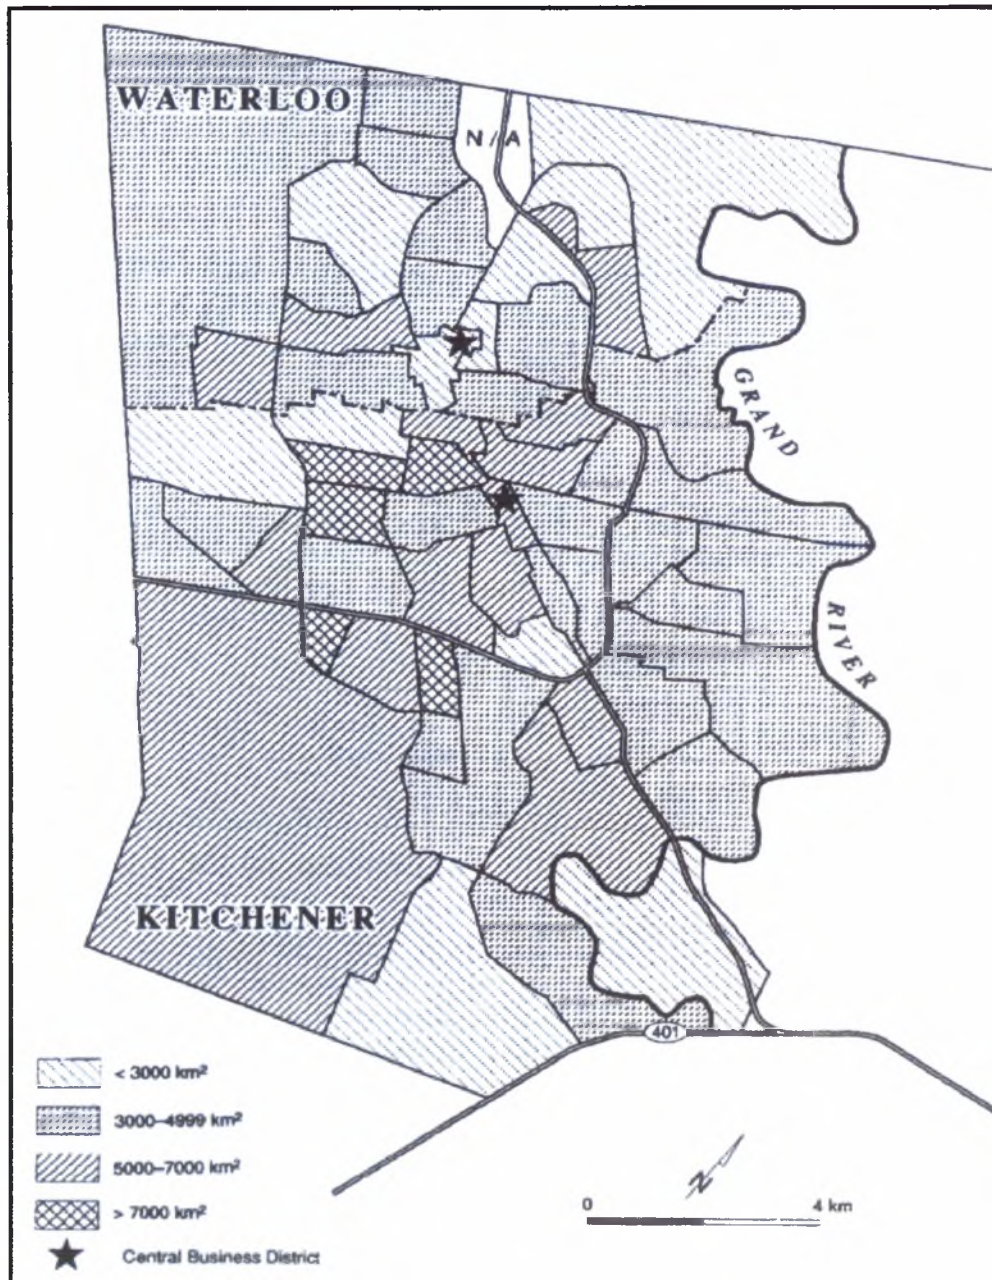 WATERLOO
N/A
GRAND
RIVER
KITCHENER
401
< 3000 km²
3000–4999 km²
5000–7000 km²
> 7000 km²
Central Business District
N
0 4 km